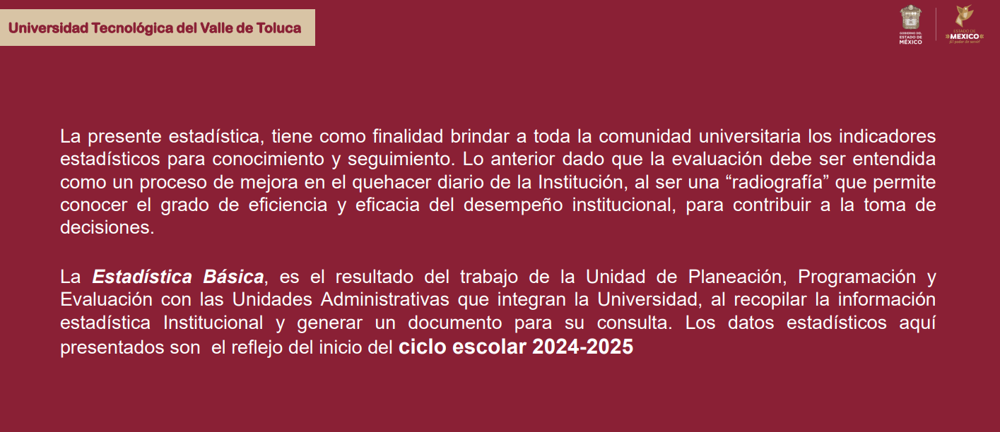 Universidad Tecnológica del Valle de Toluca
GOBIERNO DEL
ESTADO DE
MÉXICO
ESTADO DE
MÉXICO
¡El poder de servir!
La presente estadística, tiene como finalidad brindar a toda la comunidad universitaria los indicadores
estadísticos para conocimiento y seguimiento. Lo anterior dado que la evaluación debe ser entendida
como un proceso de mejora en el quehacer diario de la Institución, al ser una “radiografía” que permite
conocer el grado de eficiencia y eficacia del desempeño institucional, para contribuir a la toma de
decisiones.
La Estadística Básica, es el resultado del trabajo de la Unidad de Planeación, Programación y
Evaluación con las Unidades Administrativas que integran la Universidad, al recopilar la información
estadística Institucional y generar un documento para su consulta. Los datos estadísticos aquí
presentados son  el reflejo del inicio del ciclo escolar 2024-2025